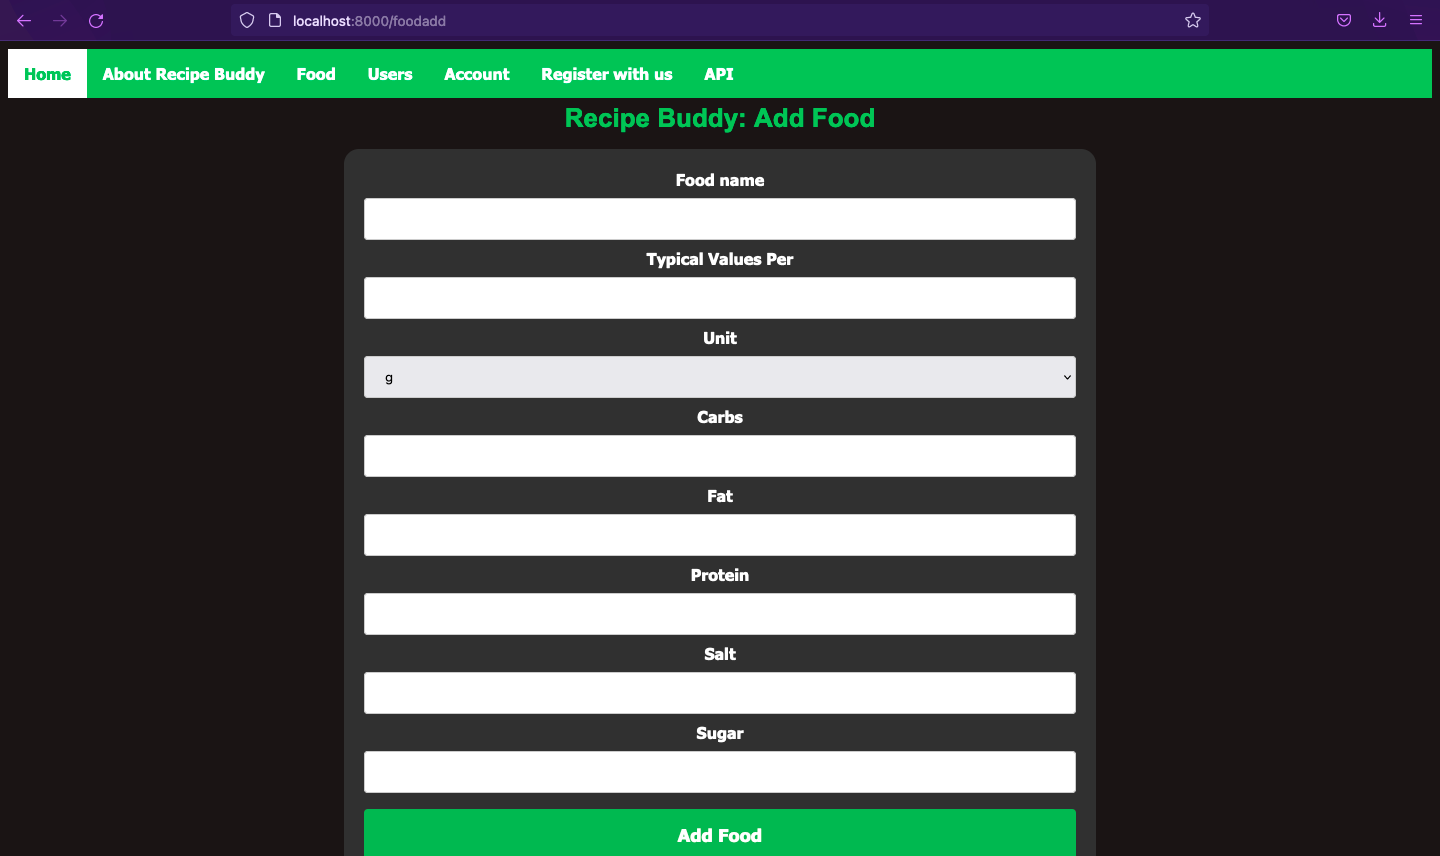 localhost:8000/foodadd
Home About Recipe Buddy Food Users Account Register with us API
Recipe Buddy: Add Food
Food name
Typical Values Per
Unit
g
Carbs
Fat
Protein
Salt
Sugar
Add Food